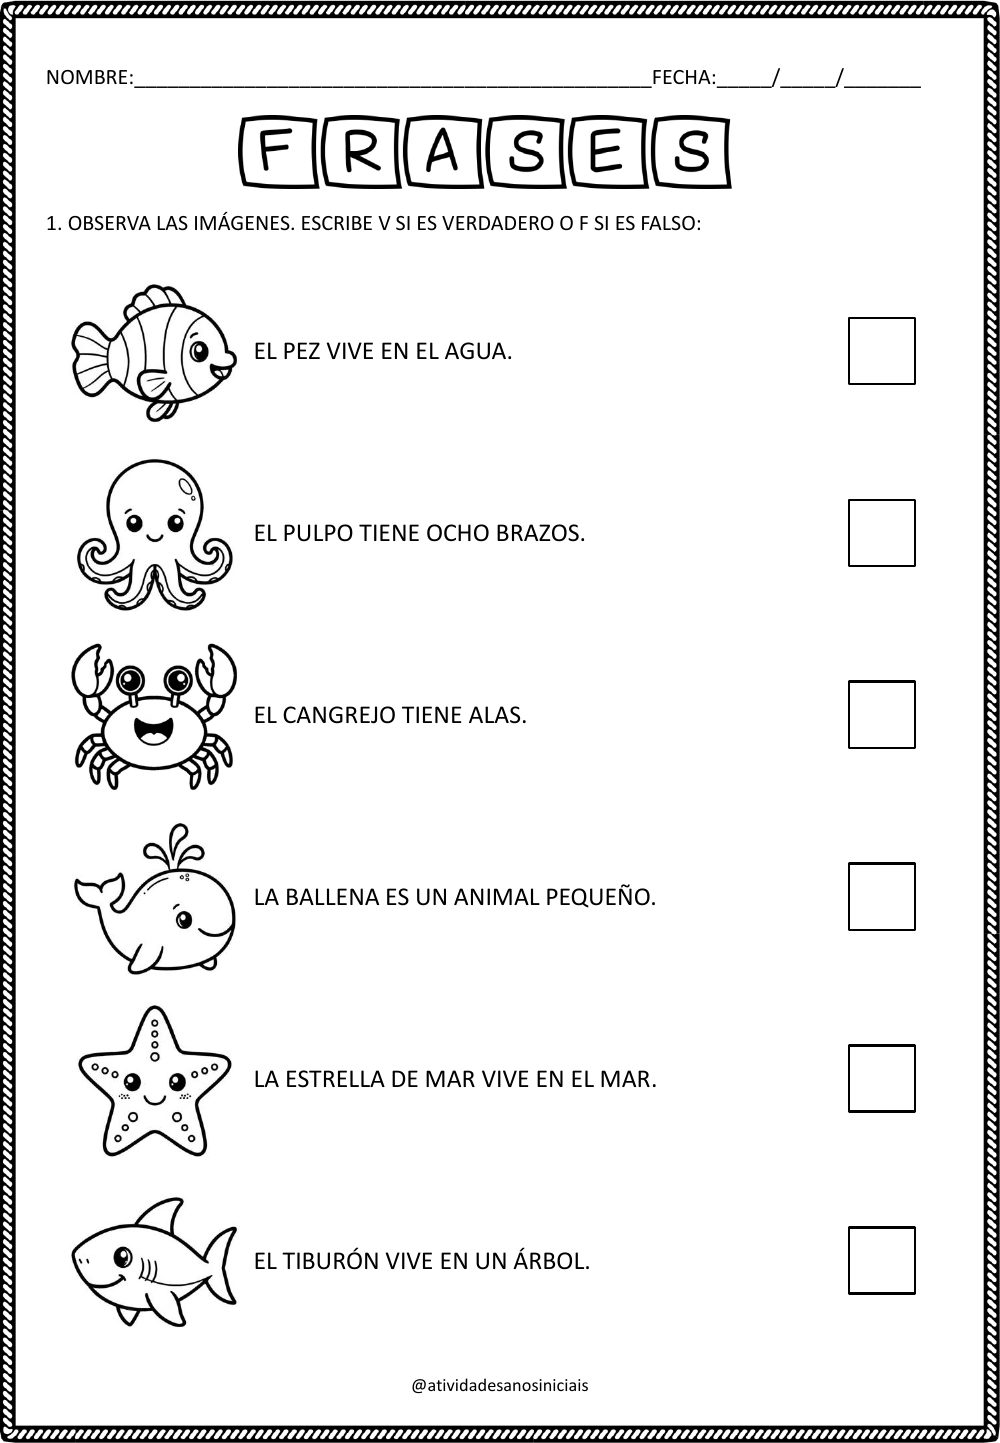 NOMBRE:_______________________________________________FECHA:_____/_____/_______
FRASES
1. OBSERVA LAS IMÁGENES. ESCRIBE V SI ES VERDADERO O F SI ES FALSO:
EL PEZ VIVE EN EL AGUA.
EL PULPO TIENE OCHO BRAZOS.
EL CANGREJO TIENE ALAS.
LA BALLENA ES UN ANIMAL PEQUEÑO.
LA ESTRELLA DE MAR VIVE EN EL MAR.
EL TIBURÓN VIVE EN UN ÁRBOL.
@atividadesanosiniciais